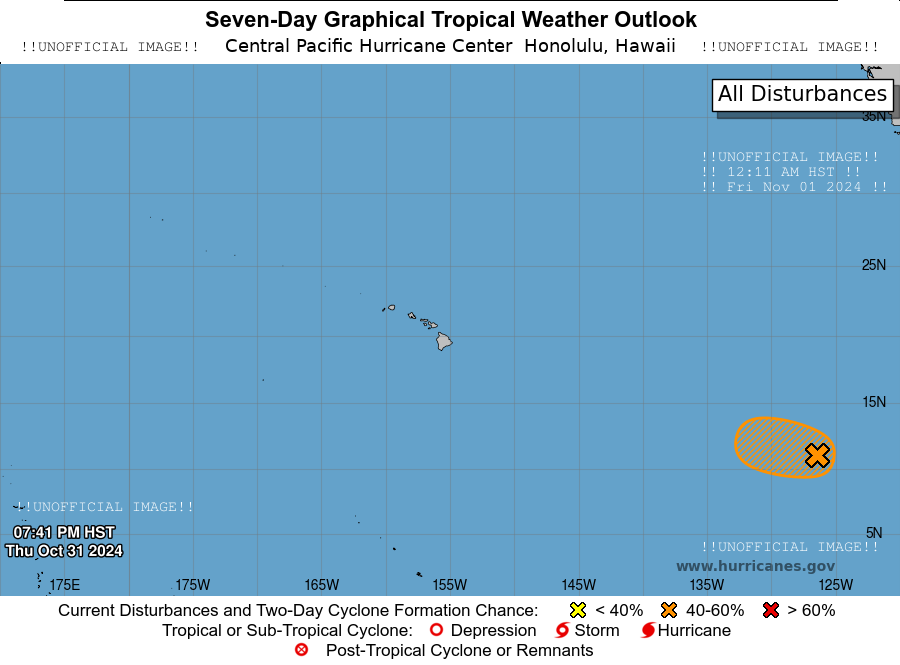 Seven-Day Graphical Tropical Weather Outlook
!!UNOFFICIAL IMAGE!! Central Pacific Hurricane Center Honolulu, Hawaii !!UNOFFICIAL IMAGE!!
All Disturbances
35N
!!UNOFFICIAL IMAGE!!
!! 12:11 AM HST !!
!! Fri Nov 01 2024 !!
25N
15N
!!UNOFFICIAL IMAGE!!
07:41 PM HST
Thu Oct 31 2024
5N
!!UNOFFICIAL IMAGE!!
www.hurricanes.gov
175E 175W 165W 155W 145W 135W 125W
Current Disturbances and Two-Day Cyclone Formation Chance: < 40% 40-60% > 60%
Tropical or Sub-Tropical Cyclone: Depression Storm Hurricane
Post-Tropical Cyclone or Remnants